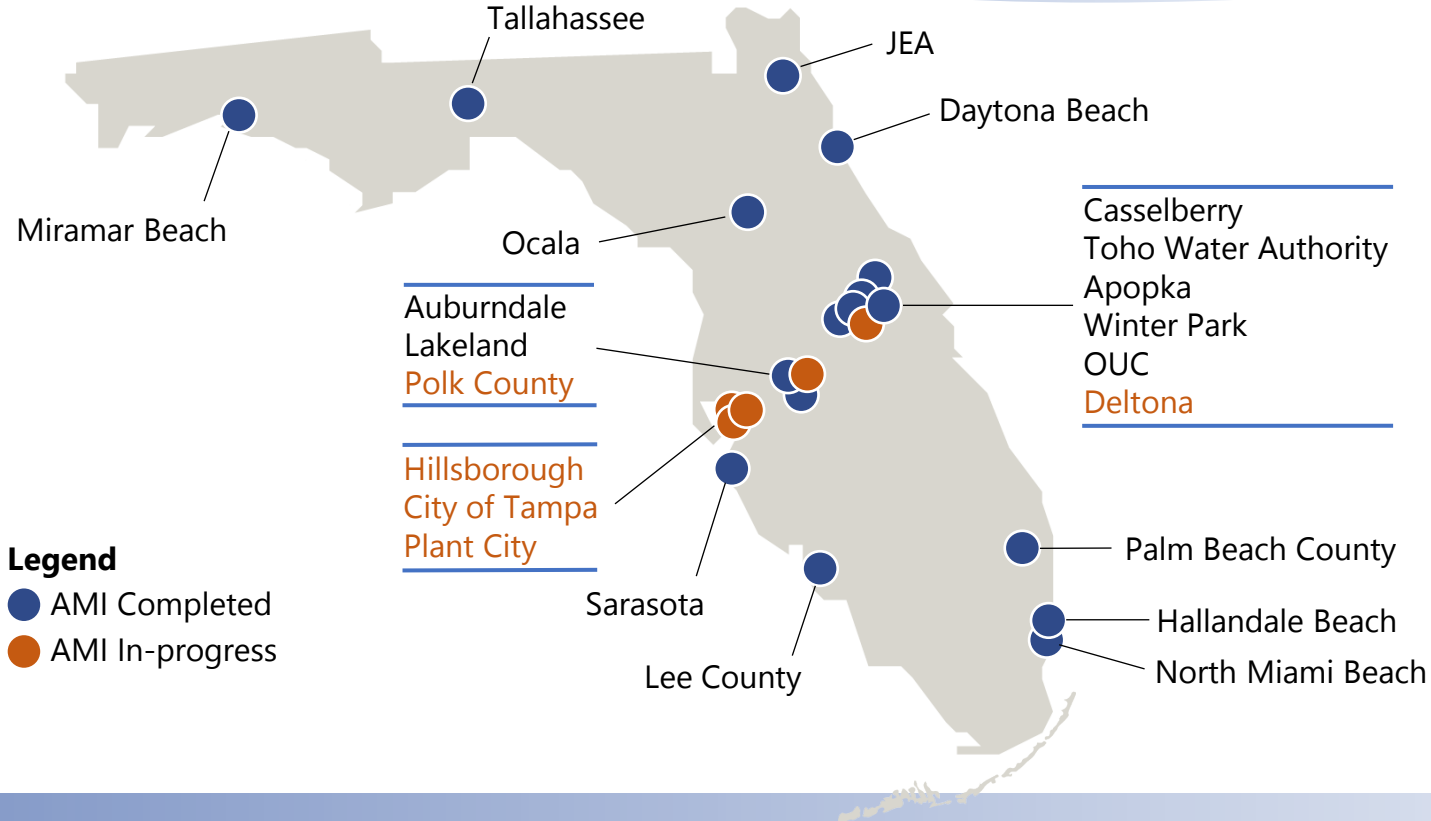 Tallahassee
JEA
Daytona Beach
Miramar Beach
Ocala
Casselberry
Toho Water Authority
Apopka
Winter Park
OUC
Deltona
Auburndale
Lakeland
Polk County
Hillsborough
City of Tampa
Plant City
Legend
AMI Completed
AMI In-progress
Sarasota
Lee County
Palm Beach County
Hallandale Beach
North Miami Beach